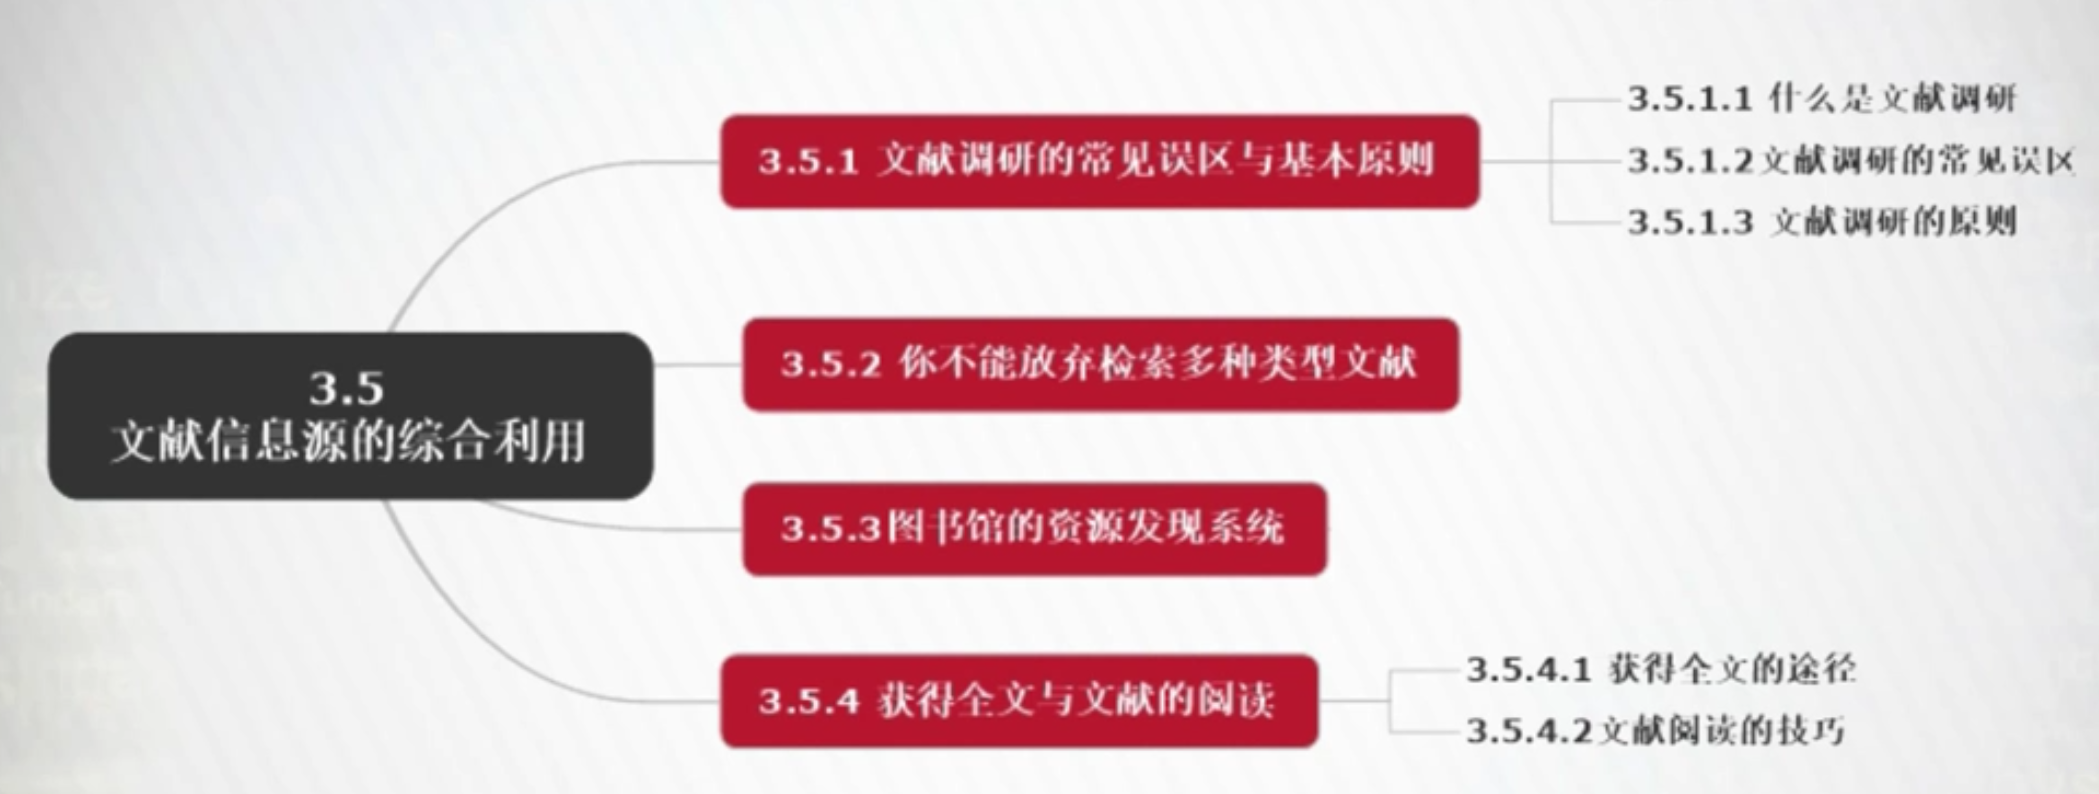 3.5
文献信息源的综合利用
3.5.1 文献调研的常见误区与基本原则
3.5.1.1 什么是文献调研
3.5.1.2文献调研的常见误区
3.5.1.3 文献调研的原则
3.5.2 你不能放弃检索多种类型文献
3.5.3图书馆的资源发现系统
3.5.4 获得全文与文献的阅读
3.5.4.1 获得全文的途径
3.5.4.2文献阅读的技巧